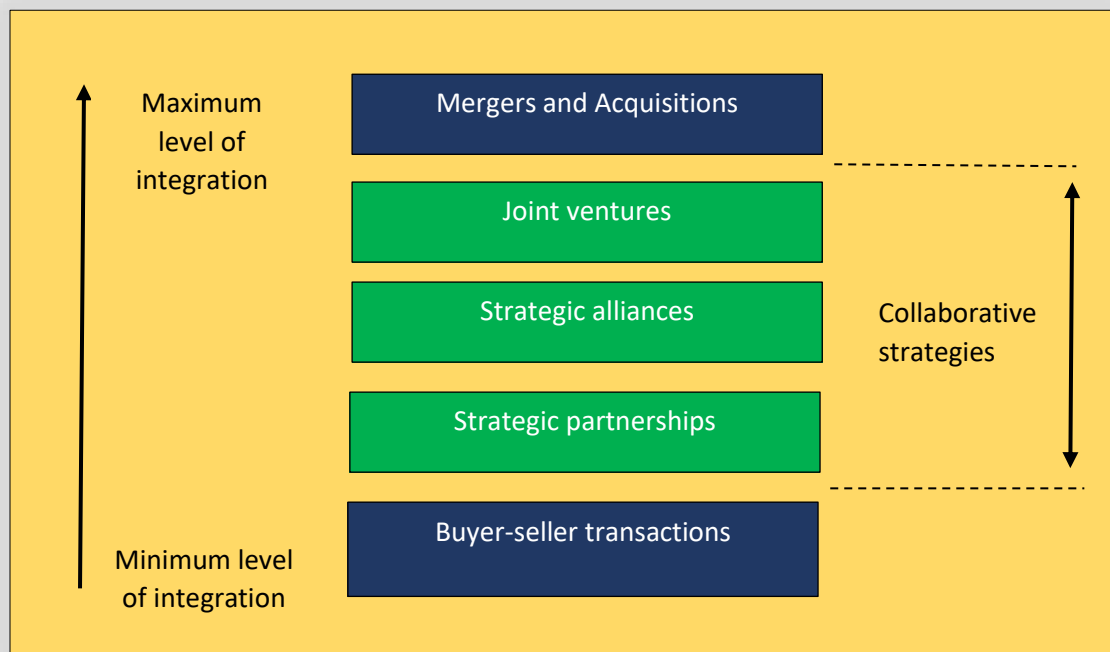 Mergers and Acquisitions
Maximum
level of
integration
Joint ventures
Strategic alliances
Collaborative
strategies
Strategic partnerships
Buyer-seller transactions
Minimum level
of integration